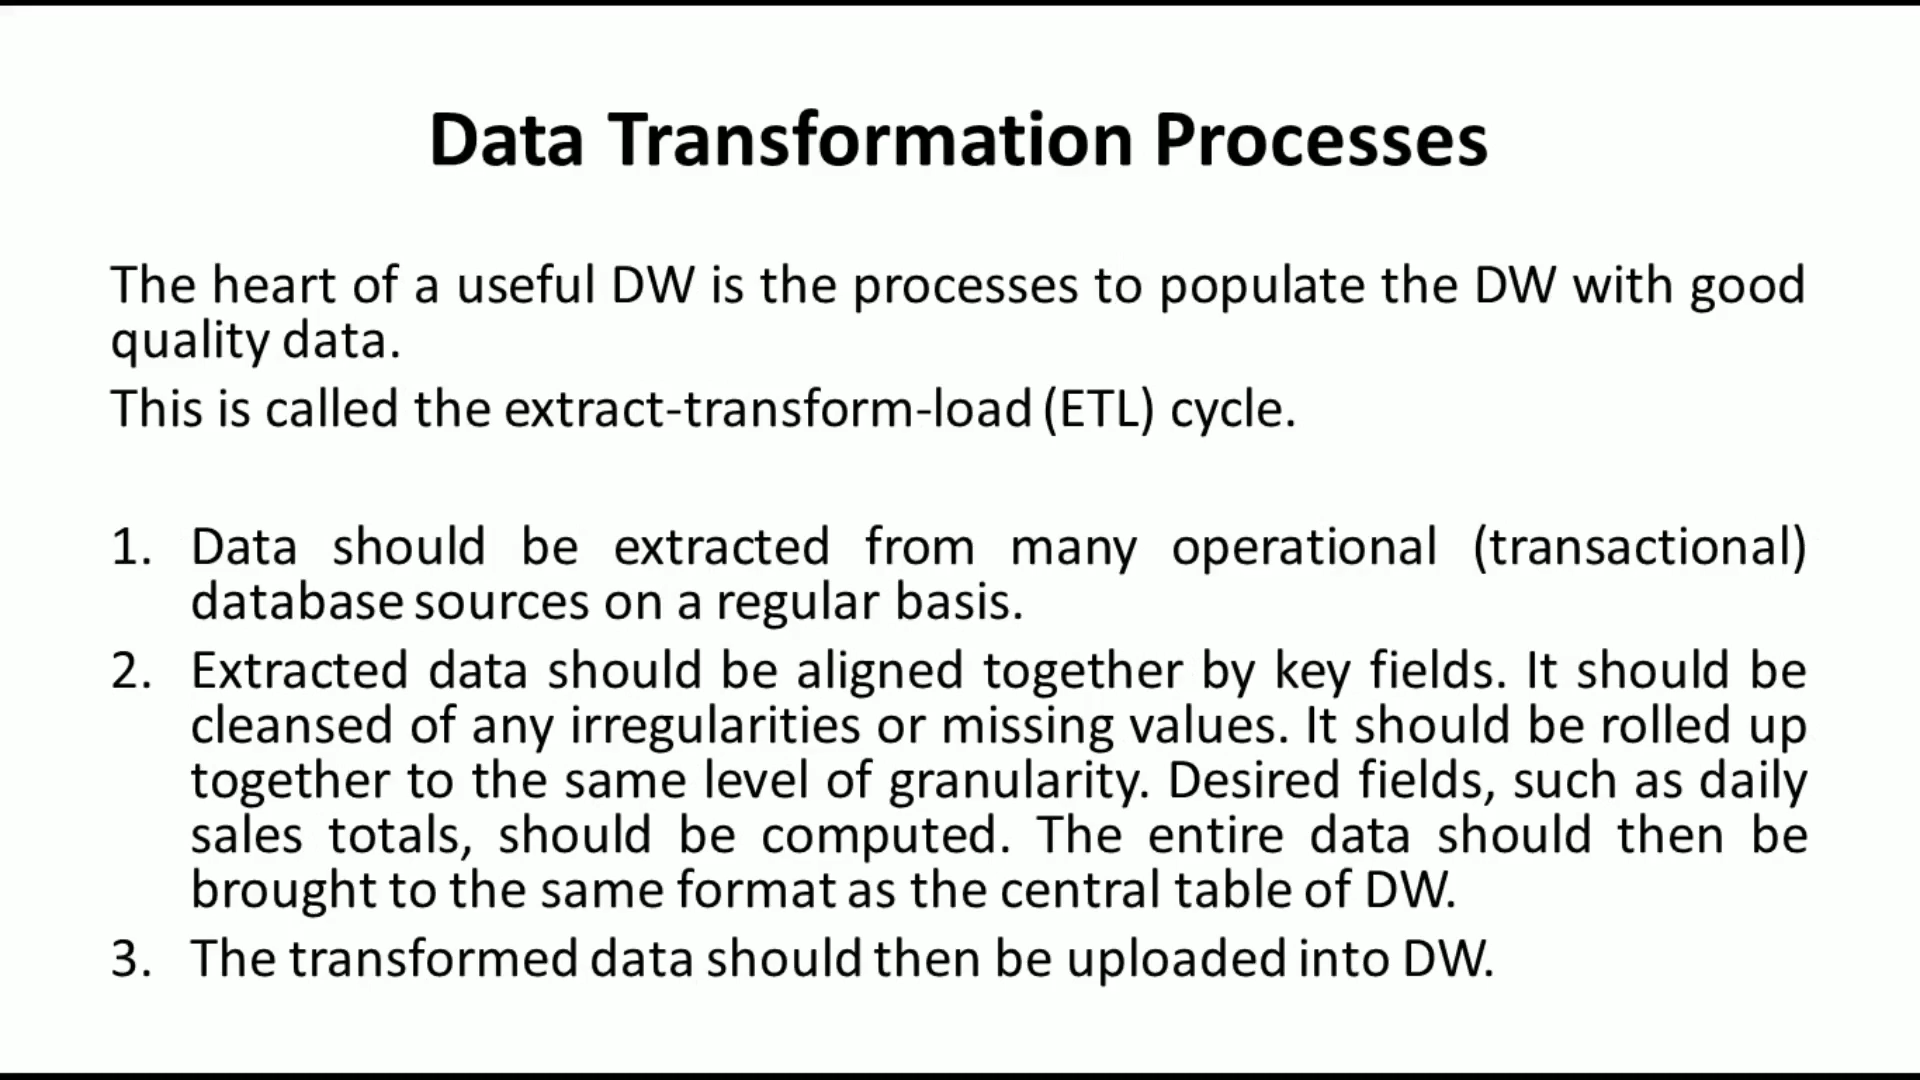 Data Transformation Processes
The heart of a useful DW is the processes to populate the DW with good
quality data.
This is called the extract-transform-load (ETL) cycle.
1. Data should be extracted from many operational (transactional)
database sources on a regular basis.
2. Extracted data should be aligned together by key fields. It should be
cleansed of any irregularities or missing values. It should be rolled up
together to the same level of granularity. Desired fields, such as daily
sales totals, should be computed. The entire data should then be
brought to the same format as the central table of DW.
3. The transformed data should then be uploaded into DW.